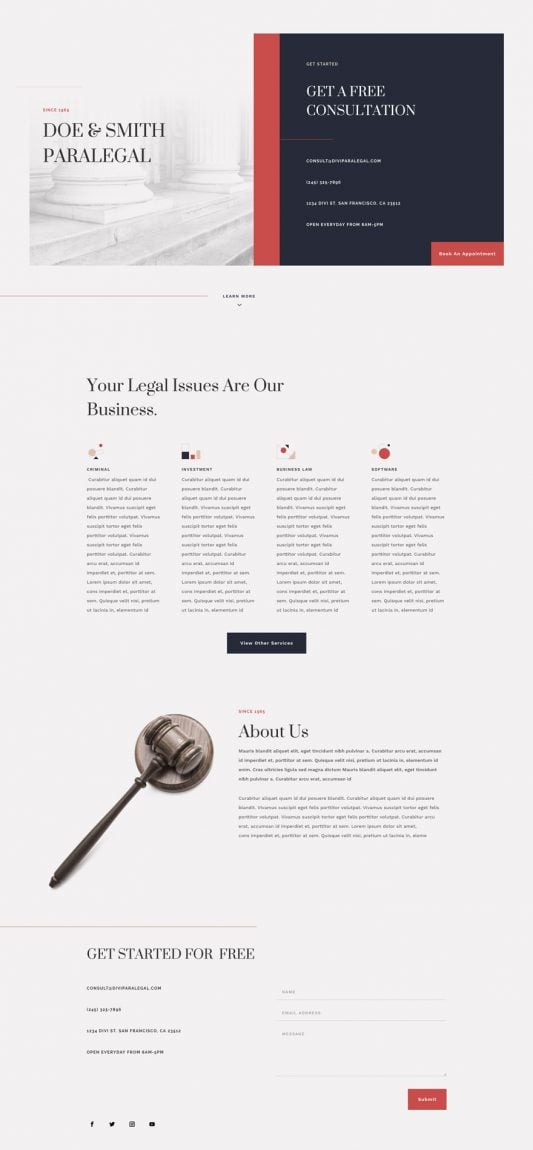 SINCE 1965
DOE & SMITH
PARALEGAL
GET STARTED
GET A FREE
CONSULTATION
CONSULT@DIVIPARALEGAL.COM
(245) 325-7896
1234 DIVI ST. SAN FRANCISCO, CA 23512
OPEN EVERYDAY FROM 8AM-5PM
Book An Appointment
LEARN MORE
Your Legal Issues Are Our
Business.
CRIMINAL
Curabitur aliquet quam id dui
posuere blandit. Curabitur
aliquet quam id dui posuere
blandit. Vivamus suscipit eget
felis porttitor volutpat. Vivamus
suscipit tortor eget felis
porttitor volutpat. Vivamus
suscipit tortor eget felis
porttitor volutpat. Curabitur
arcu erat, accumsan id
imperdiet et, porttitor at sem.
Lorem ipsum dolor sit amet,
cons imperdiet et, porttitor at
sem. Quisque velit nisi, pretium
ut lacinia in, elementum id
INVESTMENT
Curabitur aliquet quam id dui
posuere blandit. Curabitur
aliquet quam id dui posuere
blandit. Vivamus suscipit eget
felis porttitor volutpat. Vivamus
suscipit tortor eget felis
porttitor volutpat. Vivamus
suscipit tortor eget felis
porttitor volutpat. Curabitur
arcu erat, accumsan id
imperdiet et, porttitor at sem.
Lorem ipsum dolor sit amet,
cons imperdiet et, porttitor at
sem. Quisque velit nisi, pretium
ut lacinia in, elementum id
BUSINESS LAW
Curabitur aliquet quam id dui
posuere blandit. Curabitur
aliquet quam id dui posuere
blandit. Vivamus suscipit eget
felis porttitor volutpat. Vivamus
suscipit tortor eget felis
porttitor volutpat. Vivamus
suscipit tortor eget felis
porttitor volutpat. Curabitur
arcu erat, accumsan id
imperdiet et, porttitor at sem.
Lorem ipsum dolor sit amet,
cons imperdiet et, porttitor at
sem. Quisque velit nisi, pretium
ut lacinia in, elementum id
SOFTWARE
Curabitur aliquet quam id dui
posuere blandit. Curabitur
aliquet quam id dui posuere
blandit. Vivamus suscipit eget
felis porttitor volutpat. Vivamus
suscipit tortor eget felis
porttitor volutpat. Vivamus
suscipit tortor eget felis
porttitor volutpat. Curabitur
arcu erat, accumsan id
imperdiet et, porttitor at sem.
Lorem ipsum dolor sit amet,
cons imperdiet et, porttitor at
sem. Quisque velit nisi, pretium
ut lacinia in, elementum id
View Other Services
SINCE 1965
About Us
Mauris blandit aliquet elit, eget tincidunt nibh pulvinar a. Curabitur arcu erat, accumsan
id imperdiet et, porttitor at sem. Quisque velit nisi, pretium ut lacinia in, elementum id
enim. Cras ultricies ligula sed magna dictum Mauris blandit aliquet elit, eget tincidunt
nibh pulvinar a. Curabitur arcu erat, accumsan id
Curabitur aliquet quam id dui posuere blandit. Curabitur aliquet quam id dui posuere
blandit. Vivamus suscipit eget felis porttitor volutpat. Vivamus suscipit tortor eget felis
porttitor volutpat. Vivamus suscipit tortor eget felis porttitor volutpat. Curabitur arcu
erat, accumsan id imperdiet et, porttitor at sem. Lorem ipsum dolor sit amet,
cons imperdiet et, porttitor at sem. Quisque velit nisi, pretium ut lacinia in, eleme
GET STARTED FOR FREE
CONSULT@DIVIPARALEGAL.COM
(245) 325-7896
1234 DIVI ST. SAN FRANCISCO, CA 23512
OPEN EVERYDAY FROM 8AM-5PM
NAME
EMAIL ADDRESS
MESSAGE
Submit